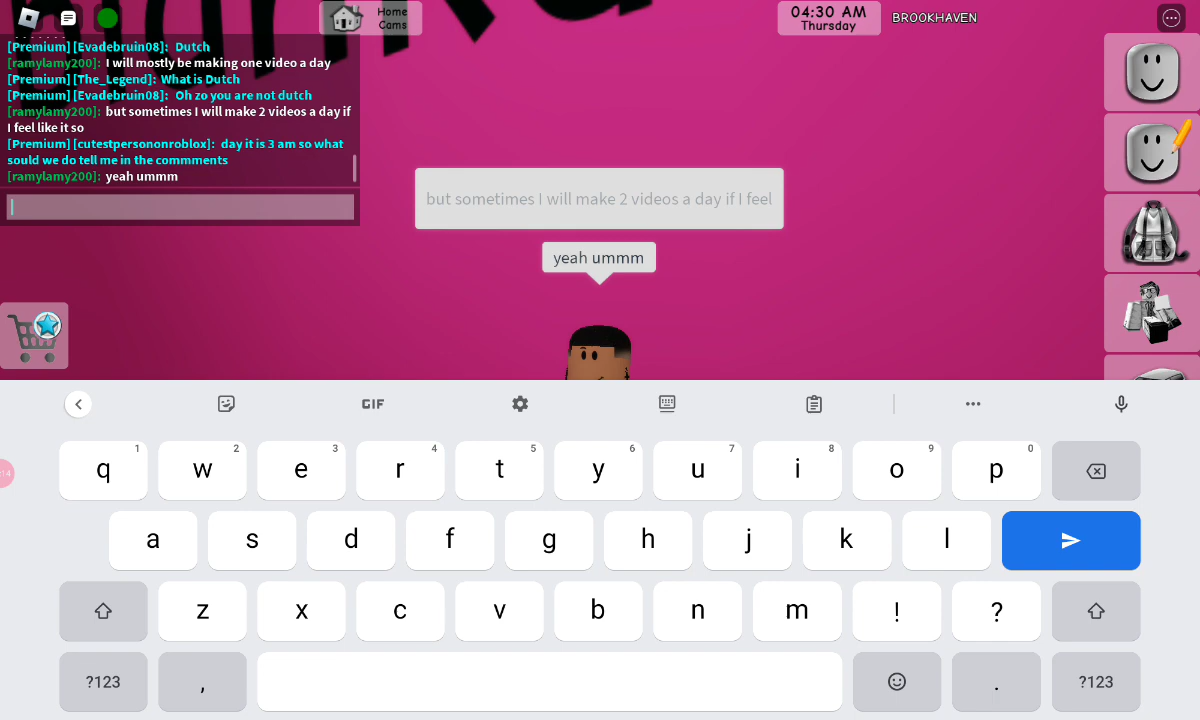 Home
Cams
04:30 AM
Thursday
BROOKHAVEN
[Premium] [Evadebruin08]: Dutch
[ramylamy200]: I will mostly be making one video a day
[Premium] [The_Legend]: What is Dutch
[Premium] [Evadebruin08]: Oh zo you are not dutch
[ramylamy200]: but sometimes I will make 2 videos a day if
I feel like it so
[Premium] [cutestpersononroblox]: day it is 3 am so what
sould we do tell me in the commments
[ramylamy200]: yeah ummm
but sometimes I will make 2 videos a day if I feel
yeah ummm
GIF
q 1 w 2 e 3 r 4 t 5 y 6 u 7 i 8 o 9 p 0
:14
a s d f g h j k l
z x c v b n m ! ?
?123 , . ?123